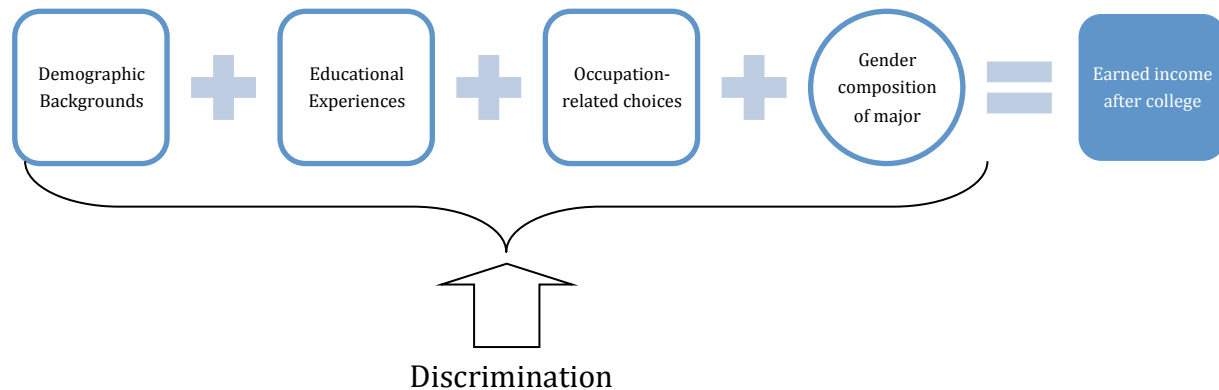 Demographic
Backgrounds
Educational
Experiences
Occupation-
related choices
Gender
composition
of major
Earned income
after college
Discrimination